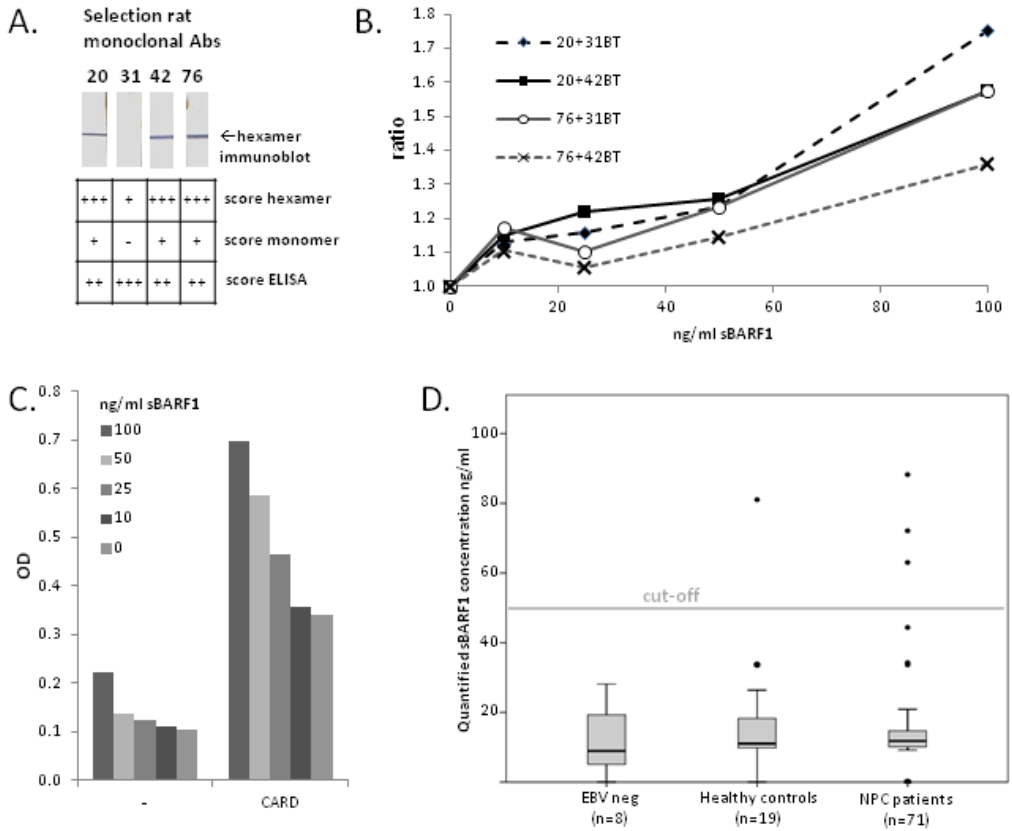 A.
Selection rat
monoclonal Abs
20 31 42 76
←hexamer
immunoblot
+++ + +++ +++ score hexamer
+ - + + score monomer
++ +++ ++ ++ score ELISA
B.
1.8
1.7
1.6
1.5
1.4
1.3
1.2
1.1
1.0
ratio
20+31BT
20+42BT
76+31BT
76+42BT
0 20 40 60 80 100
ng/ml sBARF1
C.
0.8
0.7
0.6
0.5
0.4
0.3
0.2
0.1
0.0
OD
ng/ml sBARF1
100
50
25
10
0
- CARD
D.
Quantified sBARF1 concentration ng/ml
100
80
60
40
20
cut-off
EBV neg Healthy controls NPC patients
(n=8) (n=19) (n=71)